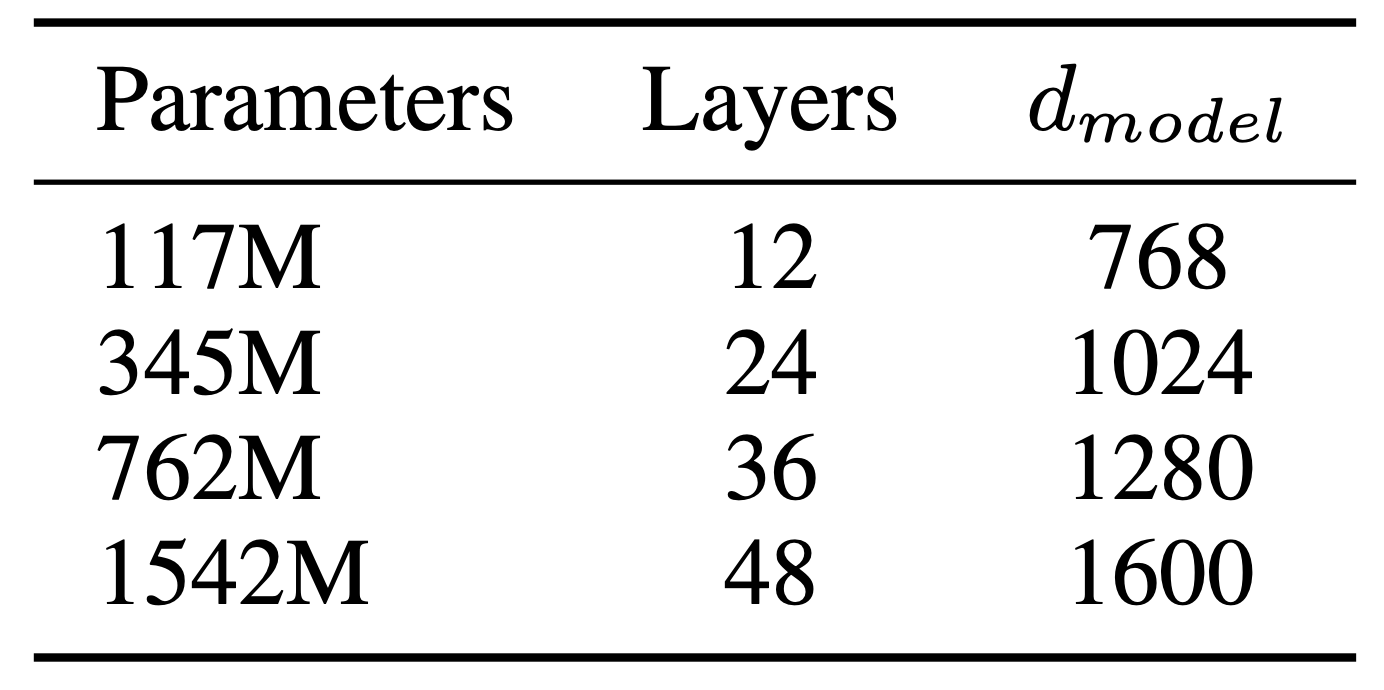 Parameters Layers d_model
117M 12 768
345M 24 1024
762M 36 1280
1542M 48 1600